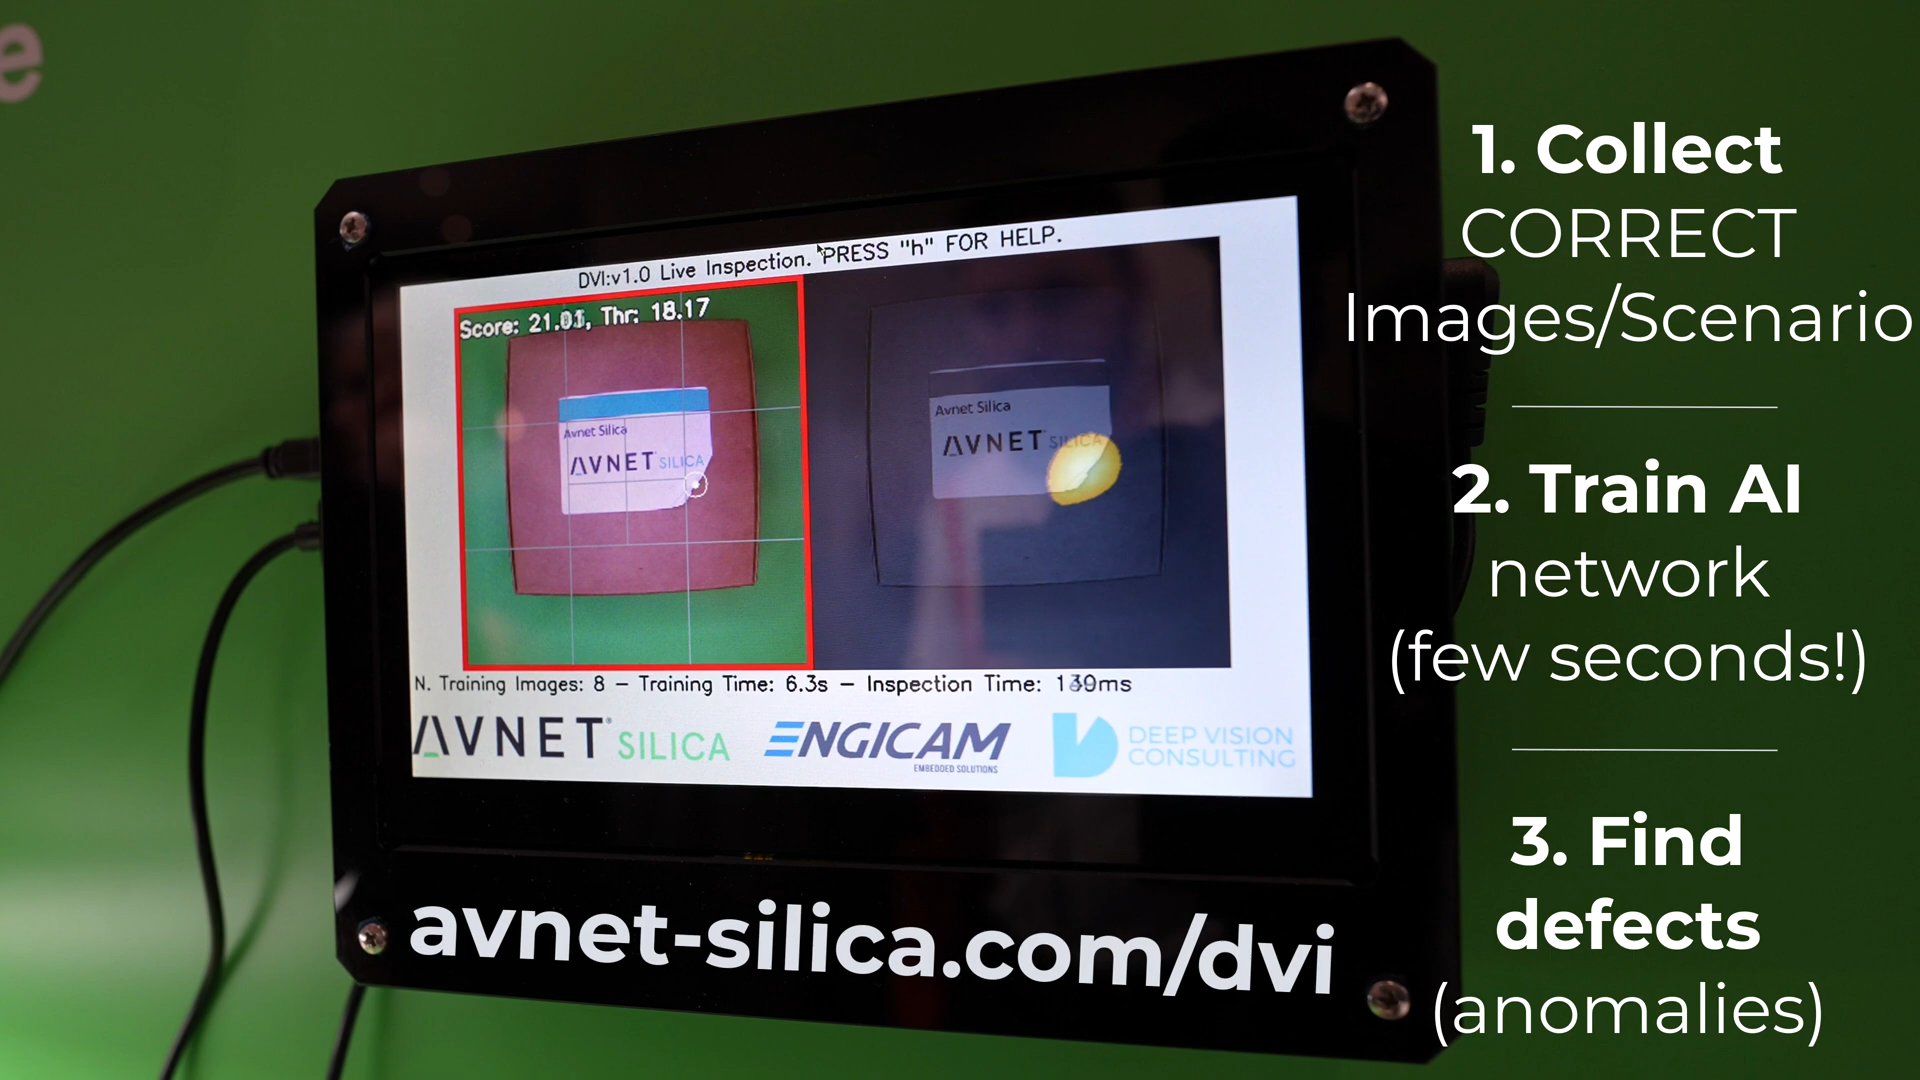 e
DVI:v1.0 Live Inspection. PRESS "h" FOR HELP.
Score: 21.01, Thr: 18.17
Avnet Silica
AVNET SILICA
Avnet Silica
AVNET SILICA
N. Training Images: 8 – Training Time: 6.3s – Inspection Time:
AVNET® SILICA
ENGICAM
EMBEDDED SOLUTIONS
DEEP VISION
CONSULTING
avnet-silica.com/dvi
1. Collect
CORRECT
Images/Scenario
2. Train AI
network
(few seconds!)
3. Find
defects
(anomalies)